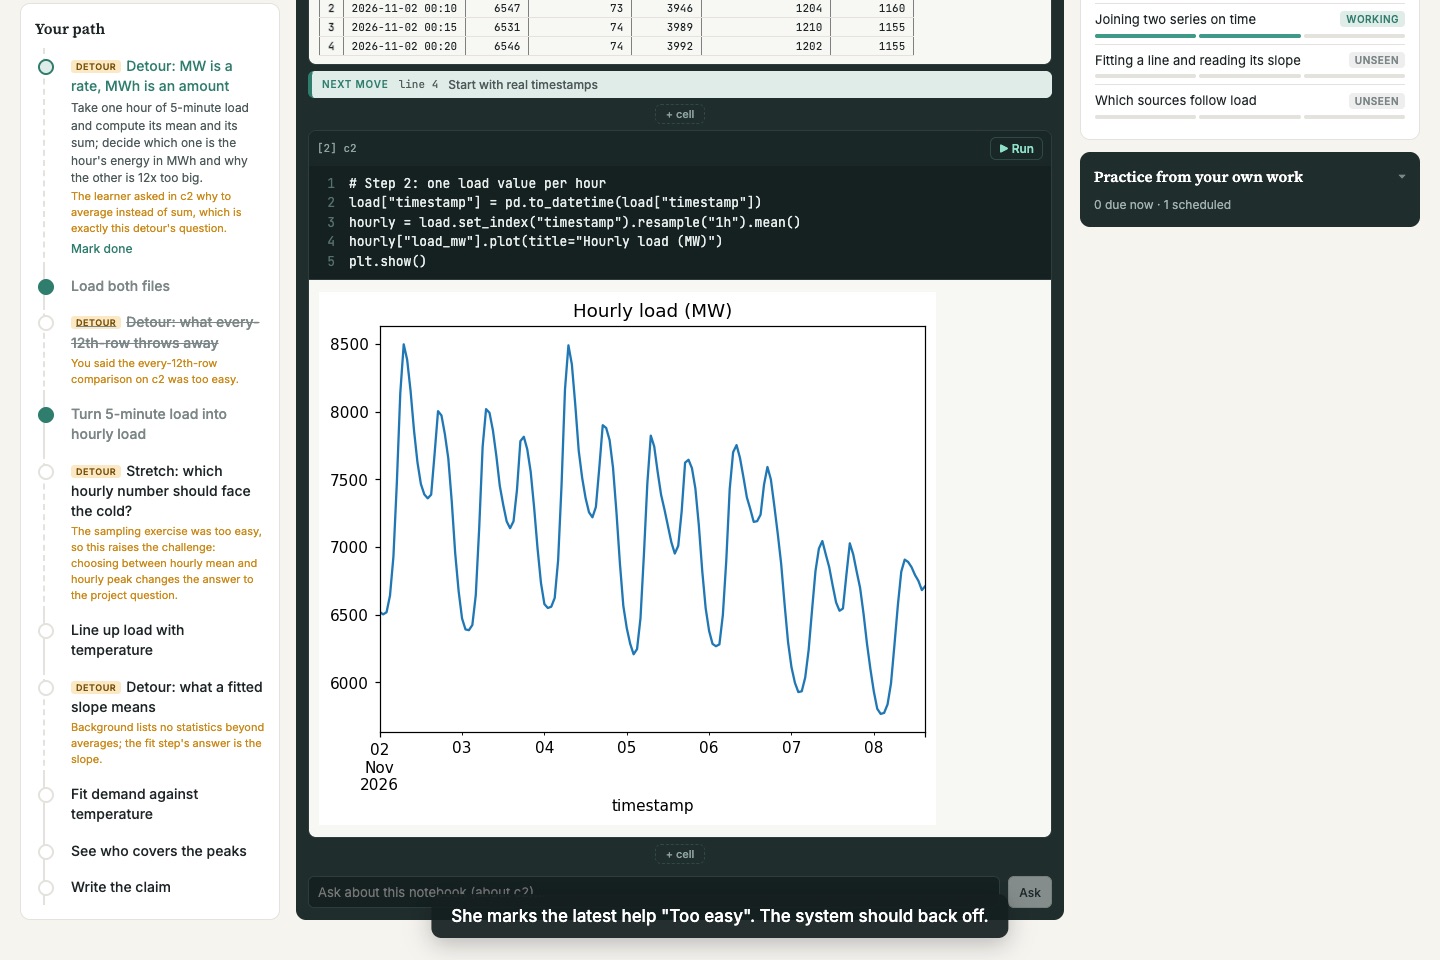 Your path
DETOUR Detour: MW is a
rate, MWh is an amount
Take one hour of 5-minute load
and compute its mean and its
sum; decide which one is the
hour's energy in MWh and why
the other is 12x too big.
The learner asked in c2 why to
average instead of sum, which is
exactly this detour's question.
Mark done
Load both files
DETOUR Detour: what every-
12th-row throws away
You said the every-12th-row
comparison on c2 was too easy.
Turn 5-minute load into
hourly load
DETOUR Stretch: which
hourly number should face
the cold?
The sampling exercise was too easy,
so this raises the challenge:
choosing between hourly mean and
hourly peak changes the answer to
the project question.
Line up load with
temperature
DETOUR Detour: what a fitted
slope means
Background lists no statistics beyond
averages; the fit step's answer is the
slope.
Fit demand against
temperature
See who covers the peaks
Write the claim
2 2026-11-02 00:10 6547 73 3946 1204 1160
3 2026-11-02 00:15 6531 74 3989 1210 1155
4 2026-11-02 00:20 6546 74 3992 1202 1155
NEXT MOVE line 4 Start with real timestamps
+ cell
[2] c2
Run
1 # Step 2: one load value per hour
2 load["timestamp"] = pd.to_datetime(load["timestamp"])
3 hourly = load.set_index("timestamp").resample("1h").mean()
4 hourly["load_mw"].plot(title="Hourly load (MW)")
5 plt.show()
Hourly load (MW)
8500
8000
7500
7000
6500
6000
02 03 04 05 06 07 08
Nov
2026
timestamp
+ cell
Ask about this notebook (about c2)
Ask
She marks the latest help "Too easy". The system should back off.
Joining two series on time WORKING
Fitting a line and reading its slope UNSEEN
Which sources follow load UNSEEN
Practice from your own work
0 due now · 1 scheduled